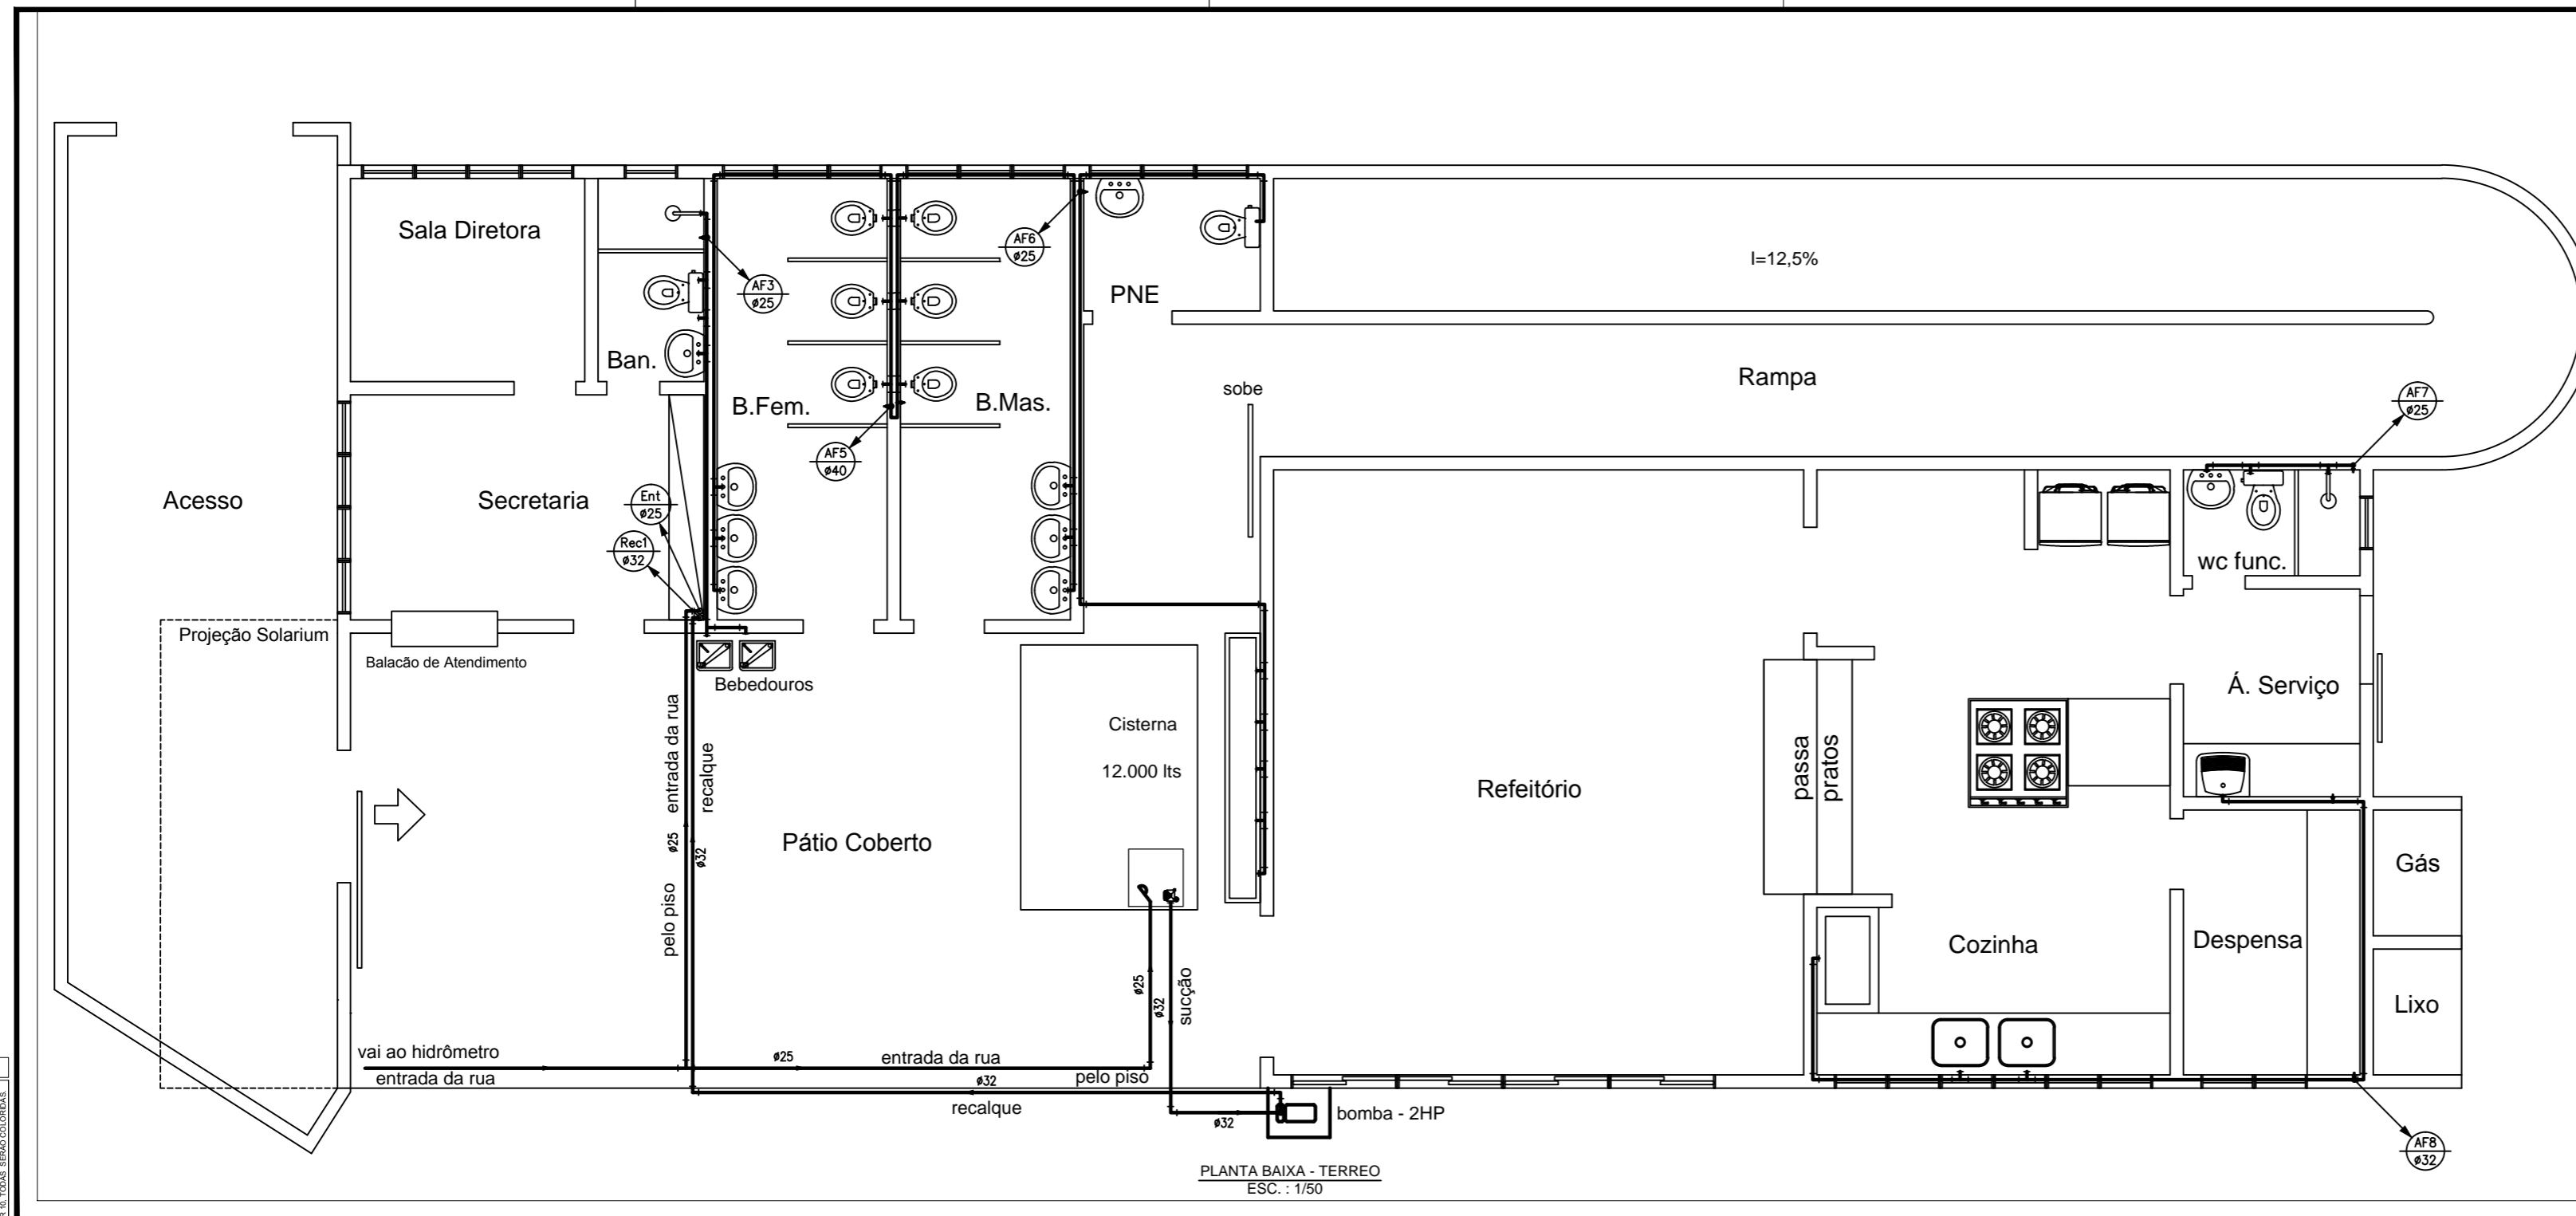 Sala Diretora
Ban.
AF3
ø25
B.Fem.
AF5
ø40
B.Mas.
AF6
ø25
PNE
sobe
I=12,5%
Rampa
AF7
ø25
Acesso
Secretaria
Ent
ø25
Rec1
ø32
wc func.
Projeção Solarium
Balacão de Atendimento
Bebedouros
entrada da rua
recalque
ø25
ø32
pelo piso
Cisterna
12.000 lts
Pátio Coberto
Refeitório
passa
pratos
Á. Serviço
Gás
Cozinha
Despensa
Lixo
ø25
ø32
sucção
vai ao hidrômetro
entrada da rua
ø25
entrada da rua
pelo piso
ø32
recalque
ø32
bomba - 2HP
AF8
ø32
PLANTA BAIXA - TERREO
ESC. : 1/50
R 10, TODAS SERÃO COLORIDAS.